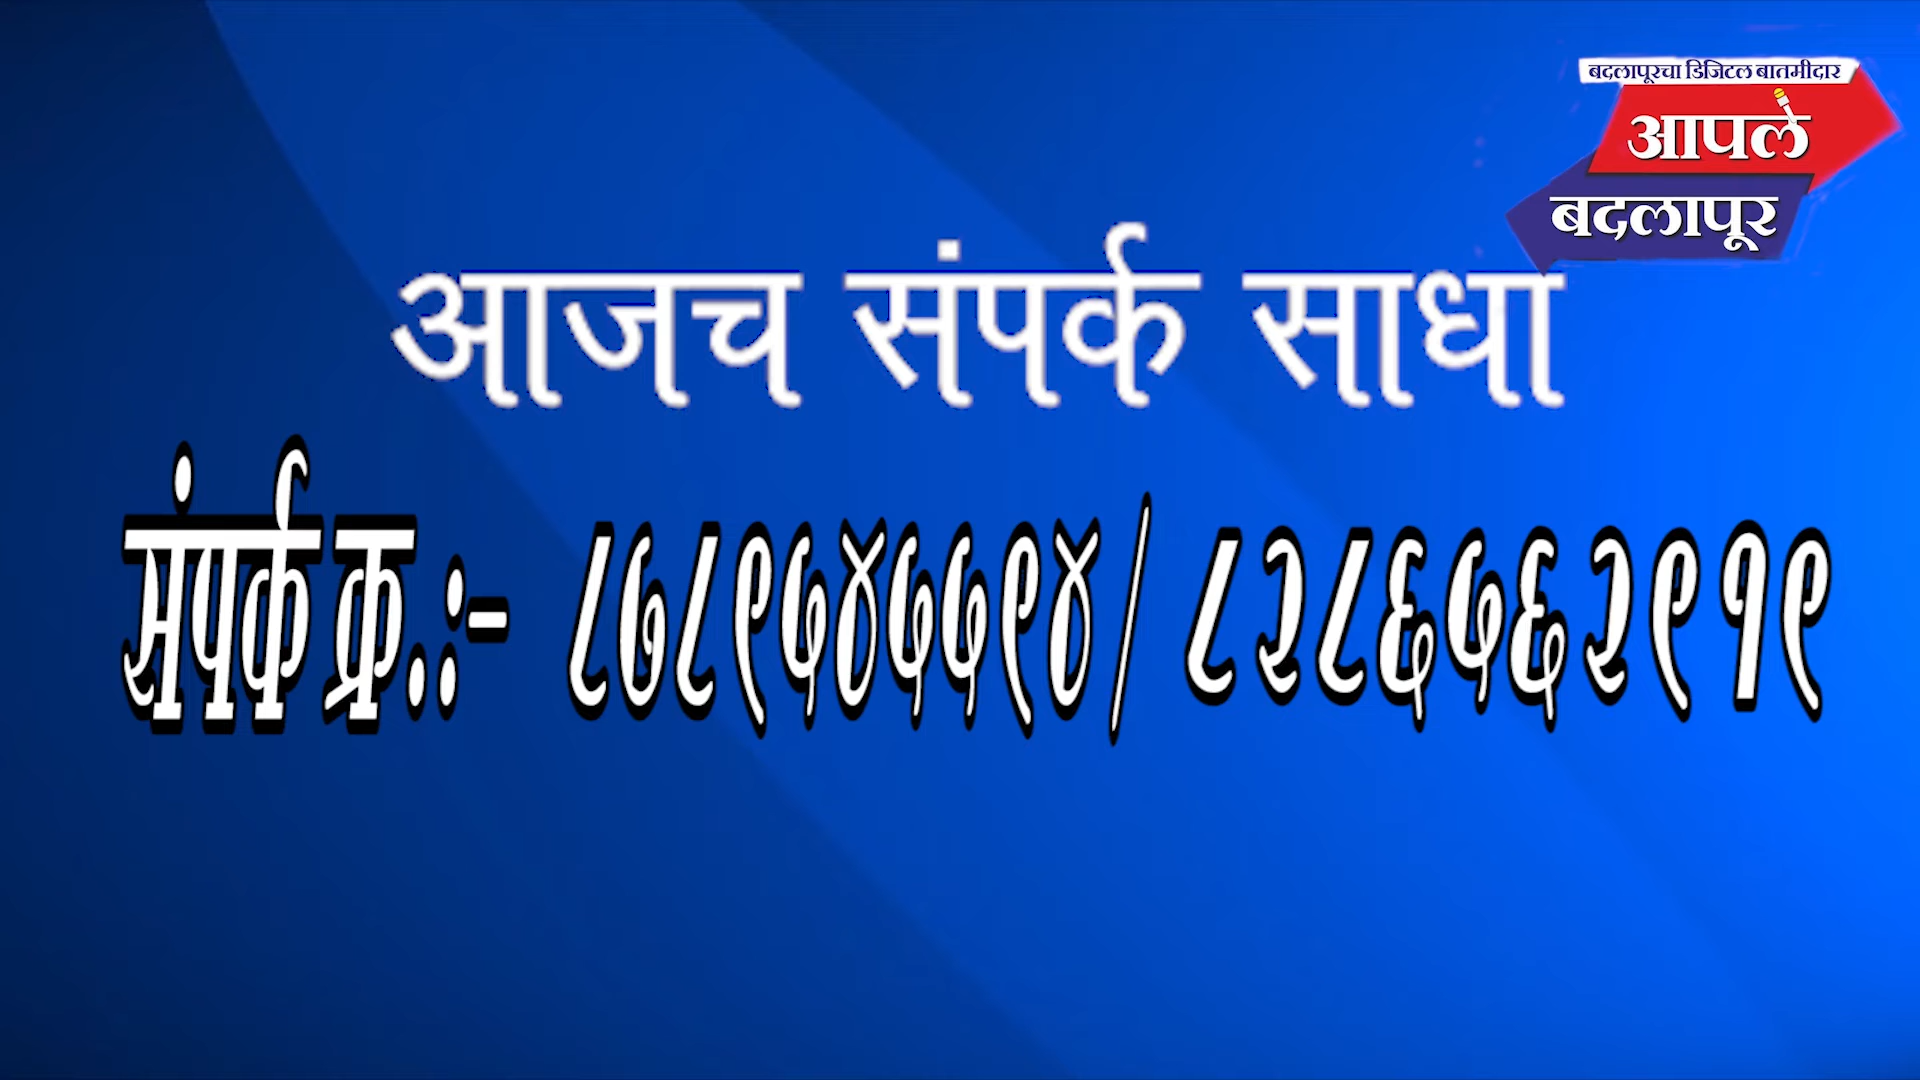 बदलापूरचा डिजिटल बातमीदार
आपले
बदलापूर
आजच संपर्क साधा
संपर्क क्र.:- ८७८९५४५५९४/ ८२८६५६२९१९